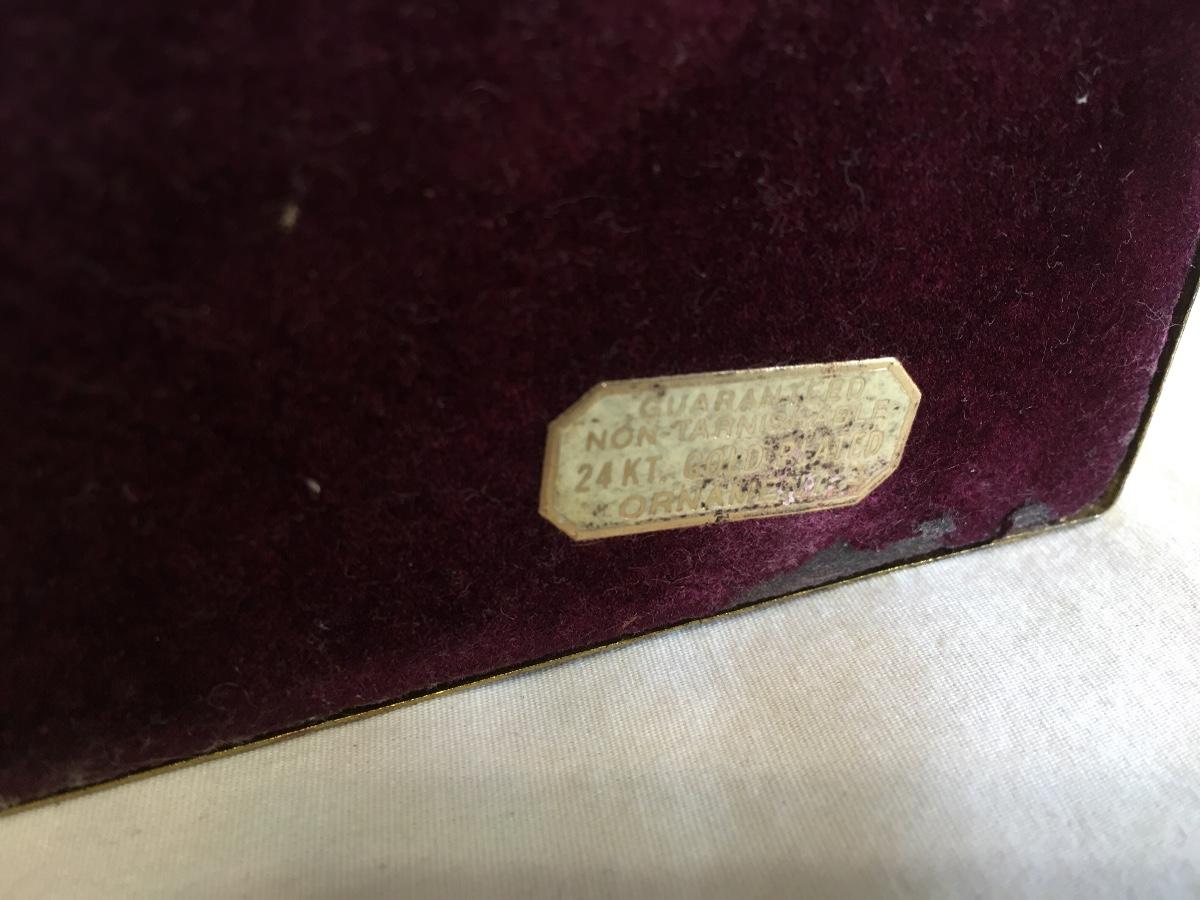 GUARANTEED
NON-TARNISHABLE
24 KT. GOLD PLATED
ORNAMENTS